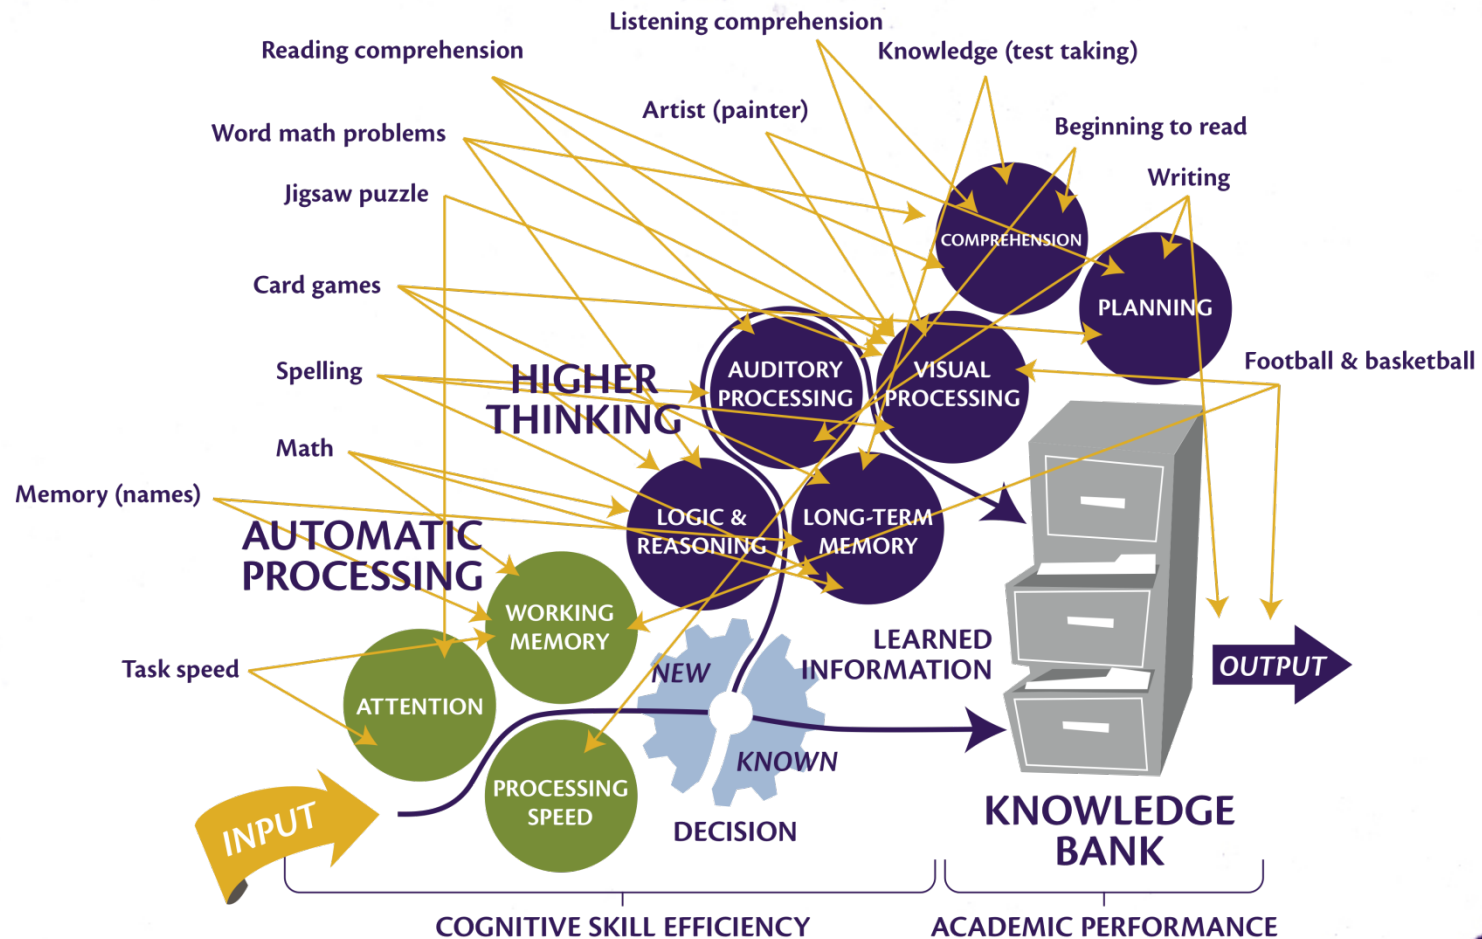 Listening comprehension
Reading comprehension
Knowledge (test taking)
Artist (painter)
Beginning to read
Word math problems
Writing
Jigsaw puzzle
COMPREHENSION
Card games
PLANNING
Football & basketball
Spelling
HIGHER
THINKING
AUDITORY
PROCESSING
VISUAL
PROCESSING
Math
Memory (names)
AUTOMATIC
PROCESSING
LOGIC &
REASONING
LONG-TERM
MEMORY
WORKING
MEMORY
Task speed
ATTENTION
NEW
LEARNED
INFORMATION
OUTPUT
KNOWN
PROCESSING
SPEED
INPUT
DECISION
KNOWLEDGE
BANK
COGNITIVE SKILL EFFICIENCY
ACADEMIC PERFORMANCE